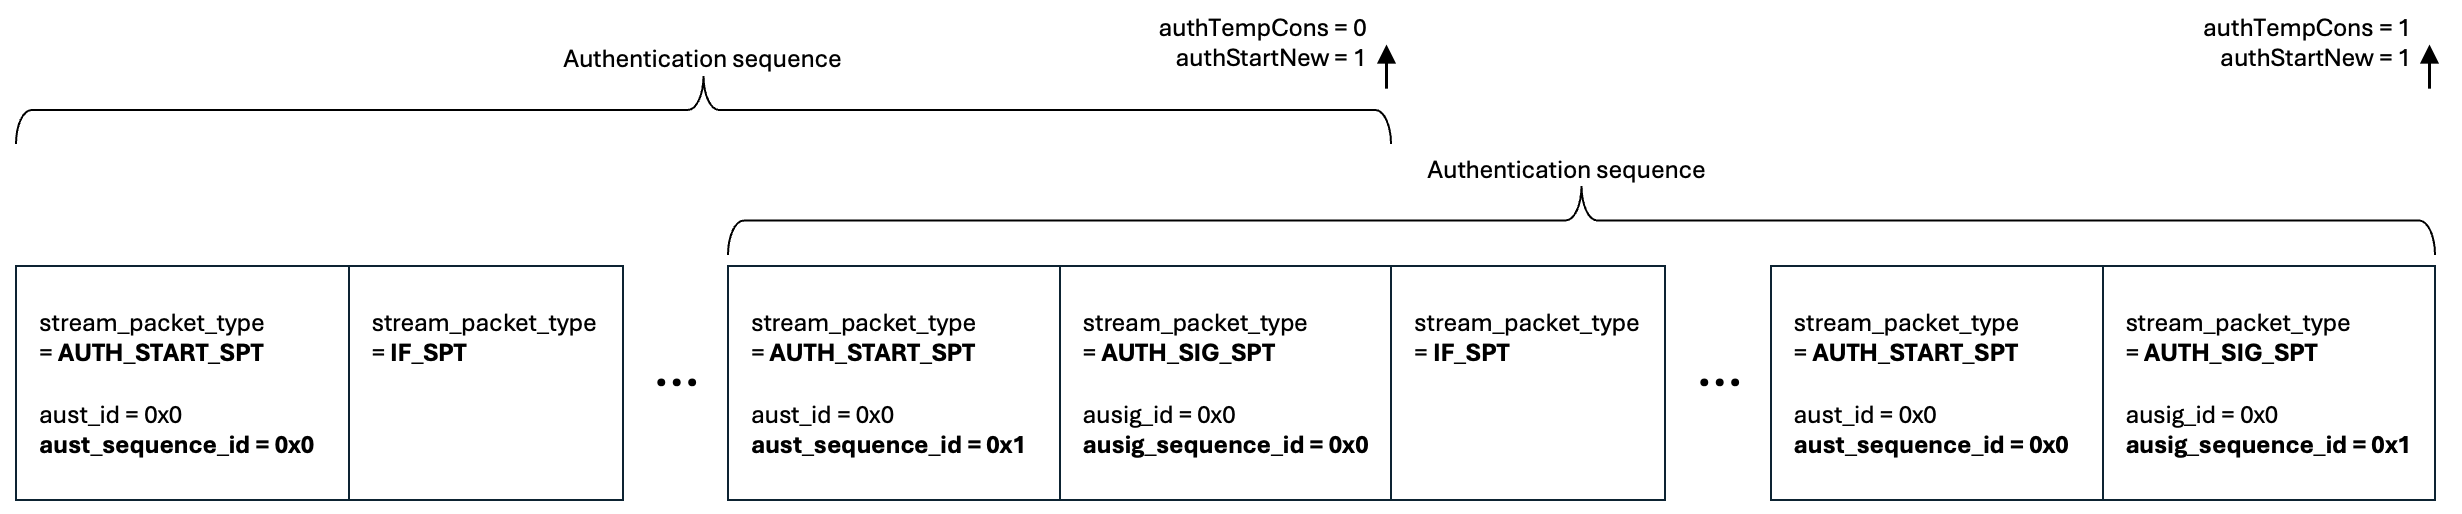 authTempCons = 0
authStartNew = 1
authTempCons = 1
authStartNew = 1
Authentication sequence
Authentication sequence
stream_packet_type
= AUTH_START_SPT
aust_id = 0x0
aust_sequence_id = 0x0
stream_packet_type
= IF_SPT
...
stream_packet_type
= AUTH_START_SPT
aust_id = 0x0
aust_sequence_id = 0x1
stream_packet_type
= AUTH_SIG_SPT
ausig_id = 0x0
ausig_sequence_id = 0x0
stream_packet_type
= IF_SPT
...
stream_packet_type
= AUTH_START_SPT
aust_id = 0x0
aust_sequence_id = 0x0
stream_packet_type
= AUTH_SIG_SPT
ausig_id = 0x0
ausig_sequence_id = 0x1